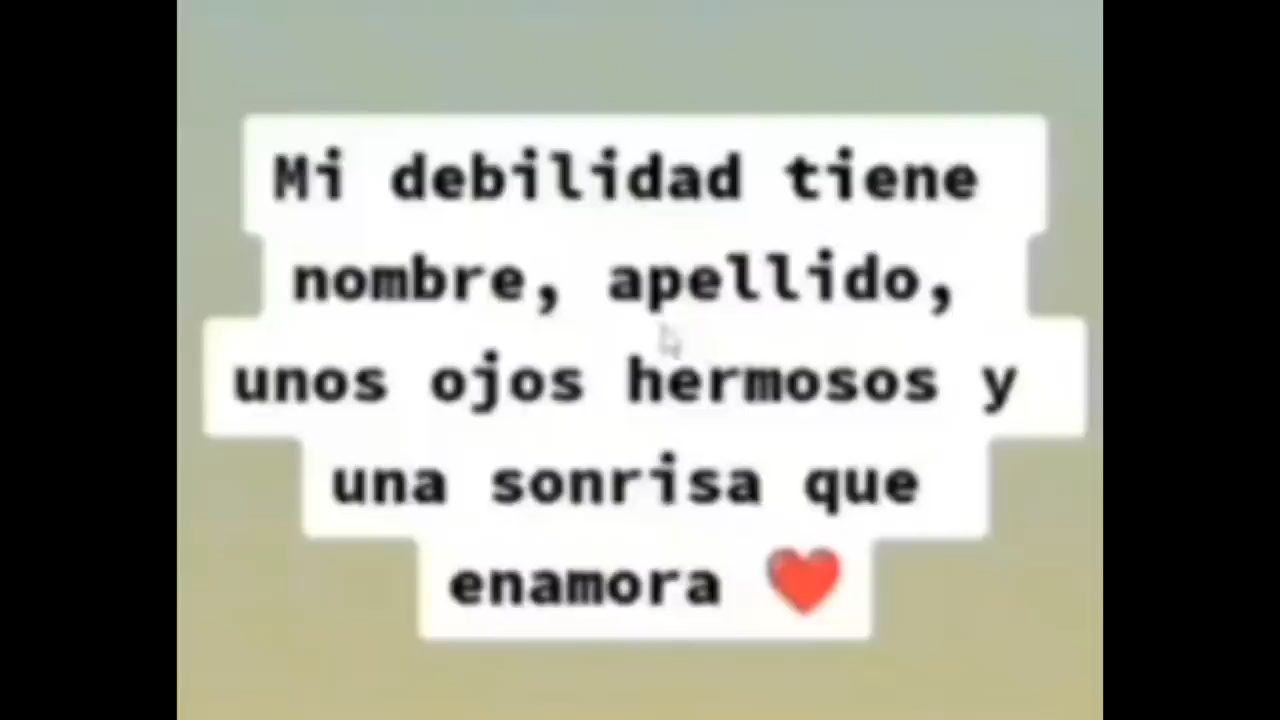 Mi debilidad tiene
nombre, apellido,
unos ojos hermosos y
una sonrisa que
enamora ❤️